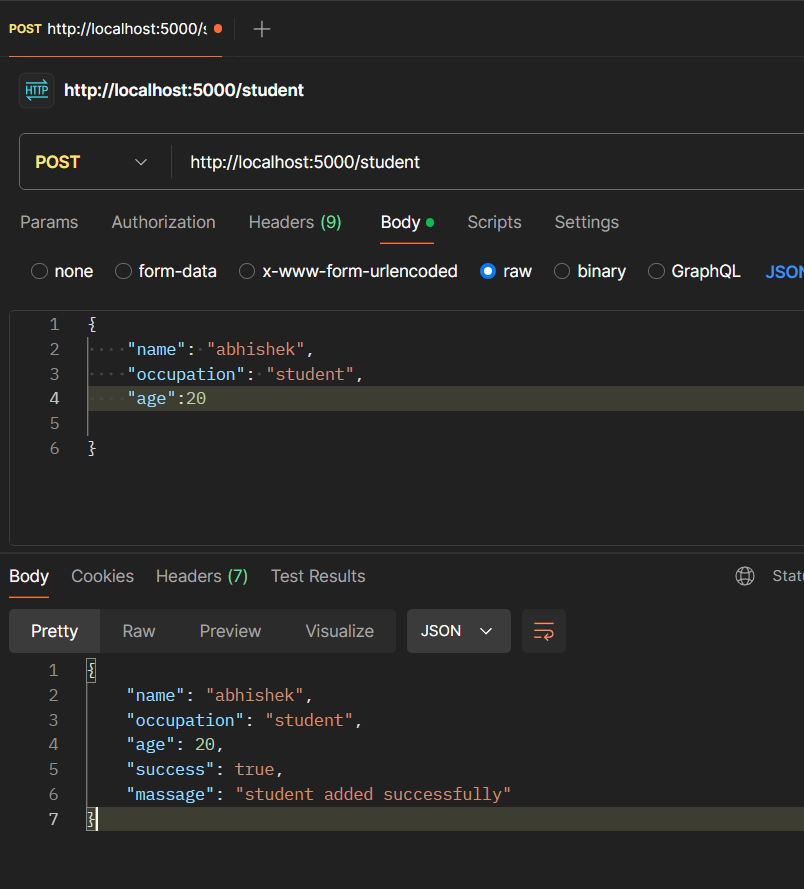 POST http://localhost:5000/s
HTTP http://localhost:5000/student
POST http://localhost:5000/student
Params Authorization Headers (9) Body Scripts Settings
none form-data x-www-form-urlencoded raw binary GraphQL JSON
1 {
2 "name": "abhishek",
3 "occupation": "student",
4 "age":20
5
6 }
Body Cookies Headers (7) Test Results Statu
Pretty Raw Preview Visualize JSON
1 {
2 "name": "abhishek",
3 "occupation": "student",
4 "age": 20,
5 "success": true,
6 "massage": "student added successfully"
7 }